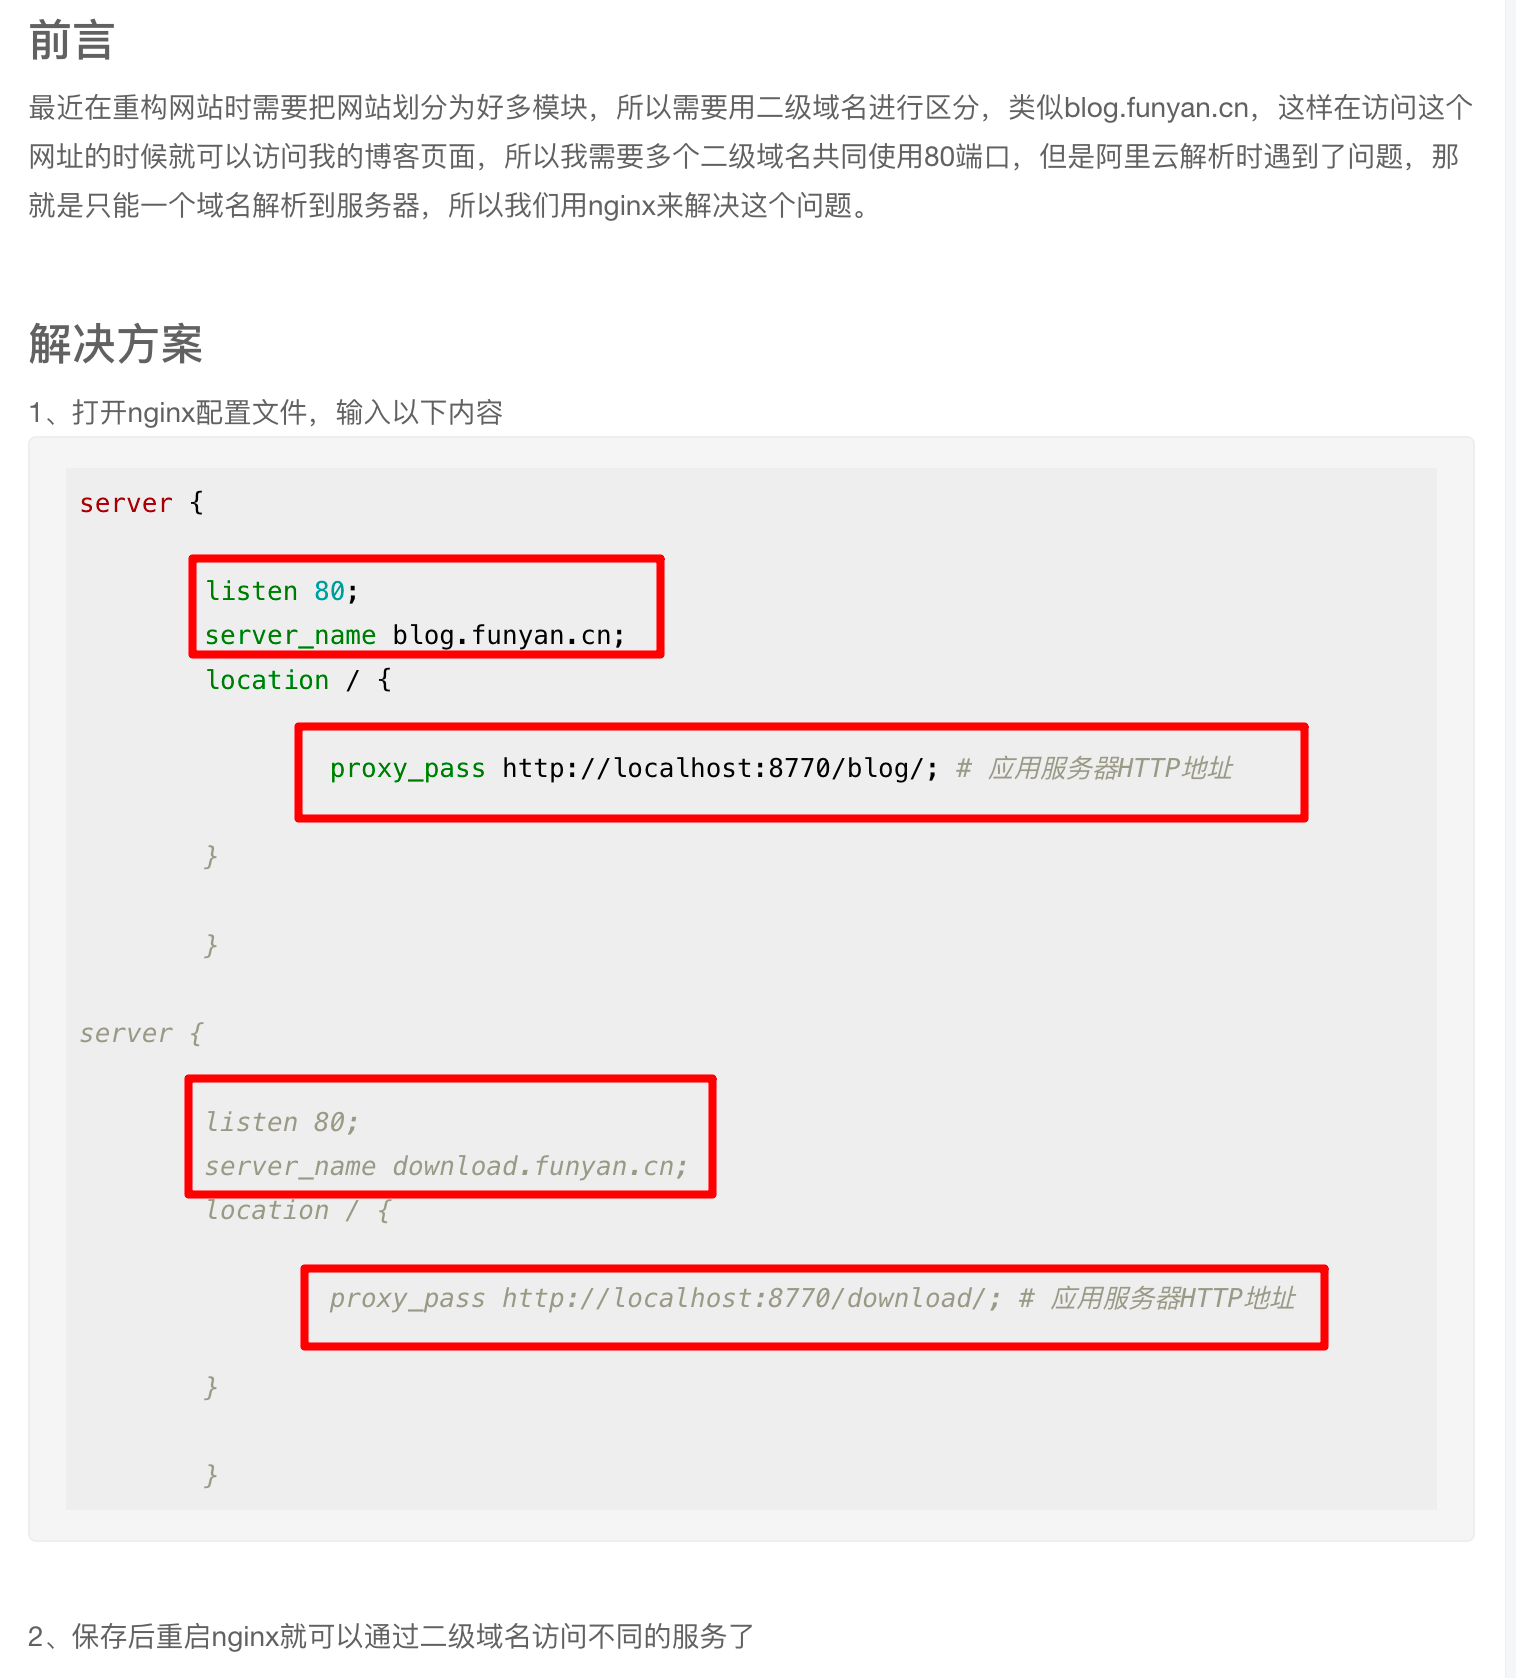 前言
最近在重构网站时需要把网站划分为好多模块，所以需要用二级域名进行区分，类似blog.funyan.cn，这样在访问这个
网址的时候就可以访问我的博客页面，所以我需要多个二级域名共同使用80端口，但是阿里云解析时遇到了问题，那
就是只能一个域名解析到服务器，所以我们用nginx来解决这个问题。
解决方案
1、打开nginx配置文件，输入以下内容
server {
listen 80;
server_name blog.funyan.cn;
location / {
proxy_pass http://localhost:8770/blog/; # 应用服务器HTTP地址
}
}
server {
listen 80;
server_name download.funyan.cn;
location / {
proxy_pass http://localhost:8770/download/; # 应用服务器HTTP地址
}
}
2、保存后重启nginx就可以通过二级域名访问不同的服务了